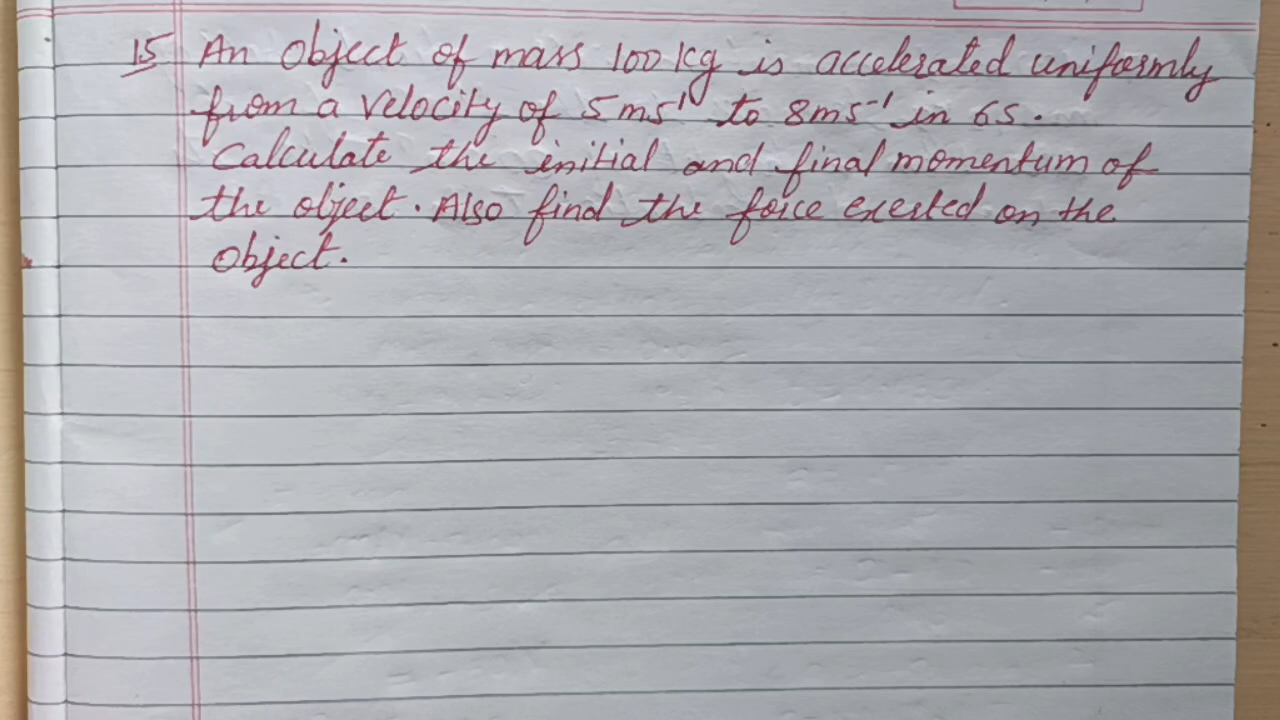 15 An object of mass 100 kg is accelerated uniformly
from a velocity of 5 ms⁻¹ to 8 ms⁻¹ in 6s.
Calculate the initial and final momentum of
the object. Also find the force exerted on the
object.